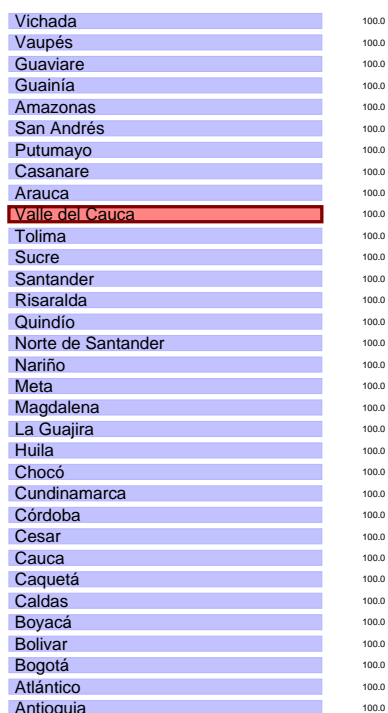 Vichada 100.0
Vaupés 100.0
Guaviare 100.0
Guainía 100.0
Amazonas 100.0
San Andrés 100.0
Putumayo 100.0
Casanare 100.0
Arauca 100.0
Valle del Cauca 100.0
Tolima 100.0
Sucre 100.0
Santander 100.0
Risaralda 100.0
Quindío 100.0
Norte de Santander 100.0
Nariño 100.0
Meta 100.0
Magdalena 100.0
La Guajira 100.0
Huila 100.0
Chocó 100.0
Cundinamarca 100.0
Córdoba 100.0
Cesar 100.0
Cauca 100.0
Caquetá 100.0
Caldas 100.0
Boyacá 100.0
Bolivar 100.0
Bogotá 100.0
Atlántico 100.0
Antioquia 100.0